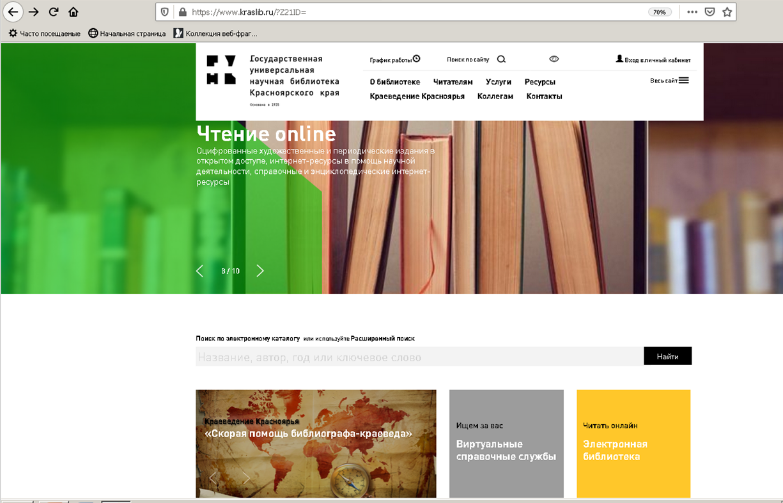 https://www.kraslib.ru/?Z21ID=
70%
Часто посещаемые
Начальная страница
Коллекция веб-фраг…
ГУ
НБ
Государственная
универсальная
научная библиотека
Красноярского края
Основана в 1935
График работы
Поиск по сайту
Вход в личный кабинет
О библиотеке Читателям Услуги Ресурсы
Весь сайт
Краеведение Красноярья Коллегам Контакты
Чтение online
Оцифрованные художественные и периодические издания в
открытом доступе, интернет-ресурсы в помощь научной
деятельности, справочные и энциклопедические интернет-
ресурсы
8 / 10
Поиск по электронному каталогу или используйте Расширенный поиск
Название, автор, год или ключевое слово
Найти
Краеведение Красноярья
«Скорая помощь библиографа-краеведа»
Ищем за вас
Виртуальные
справочные службы
Читать онлайн
Электронная
библиотека